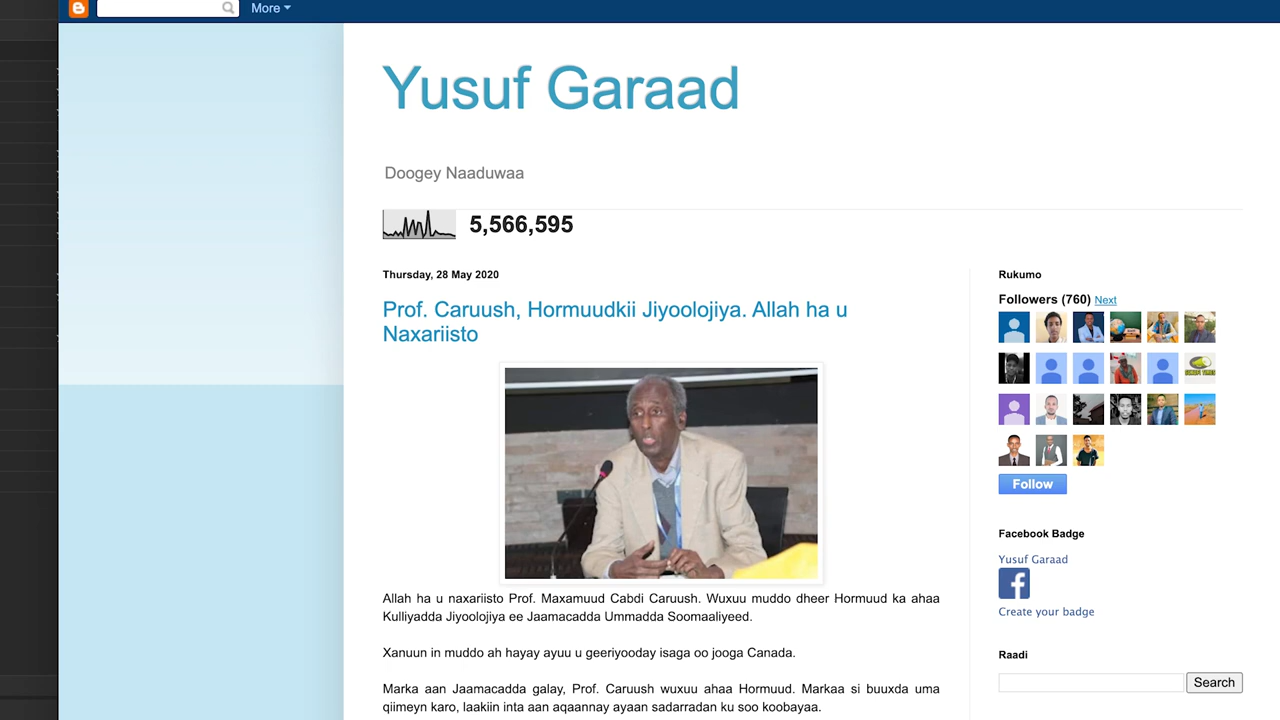 More
Yusuf Garaad
Doogey Naaduwaa
5,566,595
Thursday, 28 May 2020
Prof. Caruush, Hormuudkii Jiyoolojiya. Allah ha u
Naxariisto
Allah ha u naxariisto Prof. Maxamuud Cabdi Caruush. Wuxuu muddo dheer Hormuud ka ahaa
Kulliyadda Jiyoolojiya ee Jaamacadda Ummadda Soomaaliyeed.
Xanuun in muddo ah hayay ayuu u geeriyooday isaga oo jooga Canada.
Marka aan Jaamacadda galay, Prof. Caruush wuxuu ahaa Hormuud. Markaa si buuxda uma
qiimeyn karo, laakiin inta aan aqaannay ayaan sadarradan ku soo koobayaa.
Rukumo
Followers (760) Next
Follow
Facebook Badge
Yusuf Garaad
Create your badge
Raadi
Search